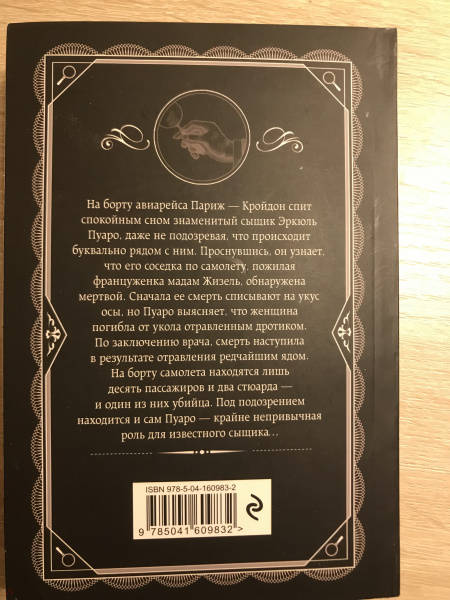 На борту авиарейса Париж — Кройдон спит
спокойным сном знаменитый сыщик Эркюль
Пуаро, даже не подозревая, что происходит
буквально рядом с ним. Проснувшись, он узнает,
что его соседка по самолету, пожилая
француженка мадам Жизель, обнаружена
мертвой. Сначала ее смерть списывают на укус
осы, но Пуаро выясняет, что женщина
погибла от укола отравленным дротиком.
По заключению врача, смерть наступила
в результате отравления редчайшим ядом.
На борту самолета находятся лишь
десять пассажиров и два стюарда —
и один из них убийца. Под подозрением
находится и сам Пуаро — крайне непривычная
роль для известного сыщика...
ISBN 978-5-04-160983-2
9 785041 609832 >